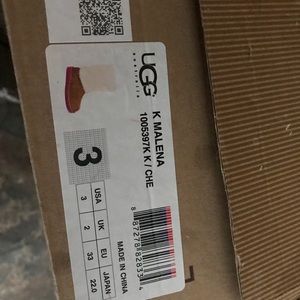 UGG
australia
K MALENA
1005397K K / CHE
3
USA UK EU JAPAN
3 2 33 22.0
MADE IN CHINA